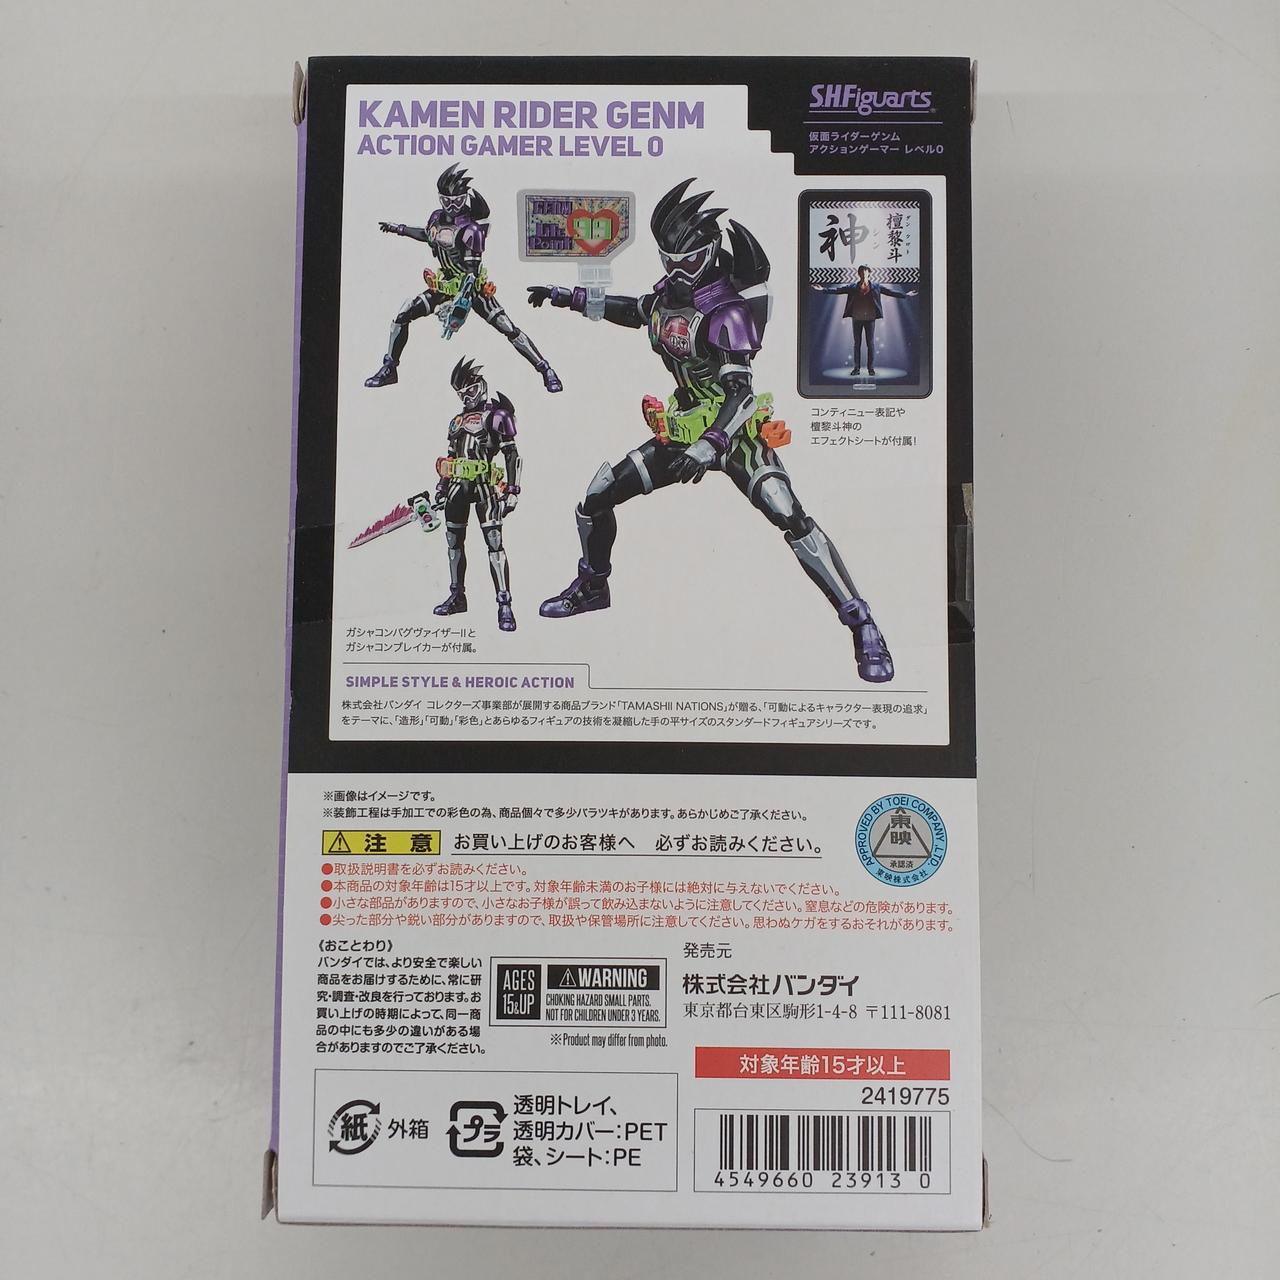 KAMEN RIDER GENM
ACTION GAMER LEVEL 0
S.H.Figuarts
仮面ライダーゲンム
アクションゲーマー レベル0
GENM
Life
Point
99
神
シン
檀黎斗
ダン クロト
コンティニュー表記や
檀黎斗神の
エフェクトシートが付属!
ガシャコンバグヴァイザーIIと
ガシャコンブレイカーが付属。
SIMPLE STYLE & HEROIC ACTION
株式会社バンダイ コレクターズ事業部が展開する商品ブランド「TAMASHII NATIONS」が贈る、「可動によるキャラクター表現の追求」
をテーマに、「造形」「可動」「彩色」とあらゆるフィギュアの技術を凝縮した手の平サイズのスタンダードフィギュアシリーズです。
※画像はイメージです。
※装飾工程は手加工での彩色の為、商品個々で多少バラツキがあります。あらかじめご了承ください。
注 意
お買い上げのお客様へ 必ずお読みください。
APPROVED BY TOEI COMPANY, LTD.
東映
承認済
東映株式会社
●取扱説明書を必ずお読みください。
●本商品の対象年齢は15才以上です。対象年齢未満のお子様には絶対に与えないでください。
●小さな部品がありますので、小さなお子様が誤って飲み込まないように注意してください。窒息などの危険があります。
●尖った部分や鋭い部分がありますので、取扱や保管場所に注意してください。思わぬケガをするおそれがあります。
《おことわり》
バンダイでは、より安全で楽しい
商品をお届けするために、常に研
究・調査・改良を行っております。お
買い上げの時期によって、同一商
品の中にも多少の違いがある場
合がありますのでご了承ください。
AGES
15&UP
WARNING
CHOKING HAZARD SMALL PARTS.
NOT FOR CHILDREN UNDER 3 YEARS.
※Product may differ from photo.
発売元
株式会社バンダイ
東京都台東区駒形1-4-8 〒111-8081
対象年齢15才以上
2419775
紙
外箱
プラ
透明トレイ、
透明カバー:PET
袋、シート:PE
4549660 23913 0